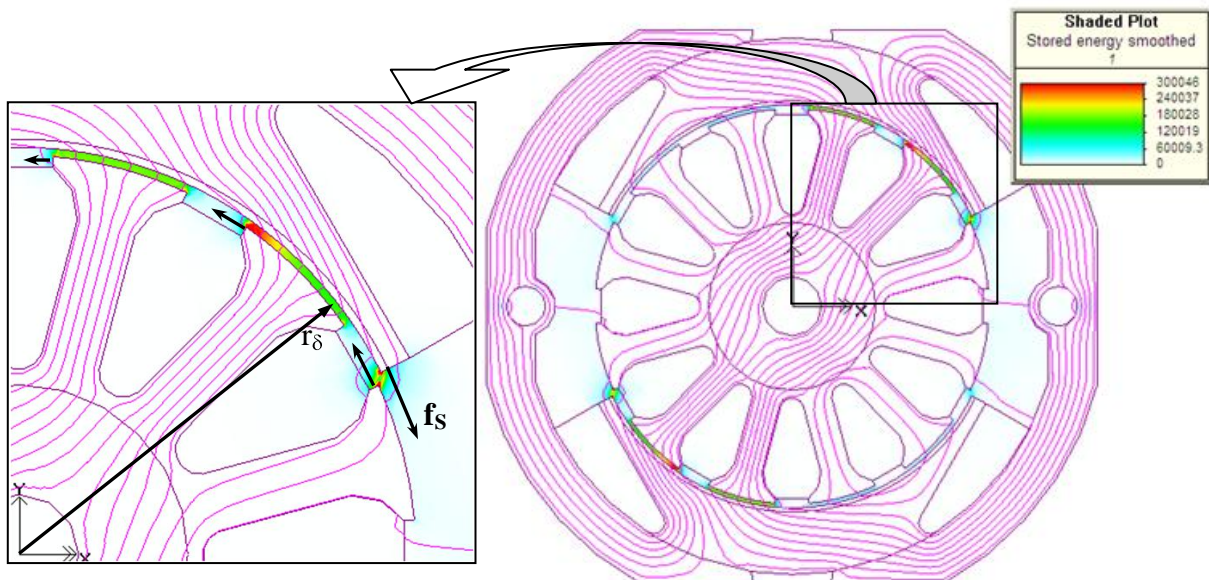 Shaded Plot
Stored energy smoothed
1
300046
240037
180028
120019
60009.3
0
rδ
fS
Y
X
Y
X